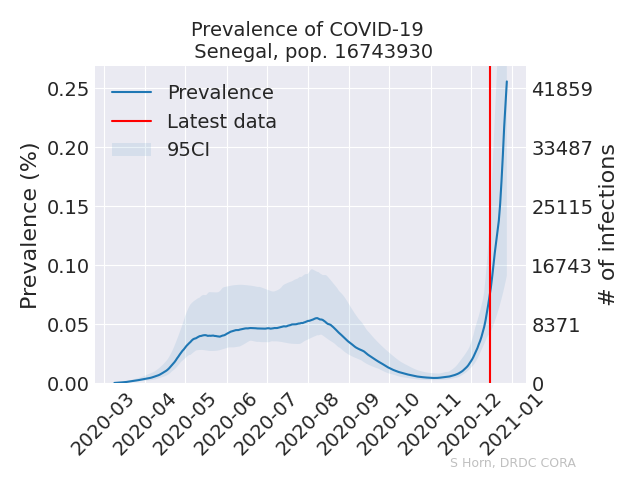 Prevalence of COVID-19
Senegal, pop. 16743930
Prevalence
Latest data
95CI
Prevalence (%)
0.25
0.20
0.15
0.10
0.05
0.00
41859
33487
25115
16743
8371
0
# of infections
2020-03
2020-04
2020-05
2020-06
2020-07
2020-08
2020-09
2020-10
2020-11
2020-12
2021-01
S Horn, DRDC CORA